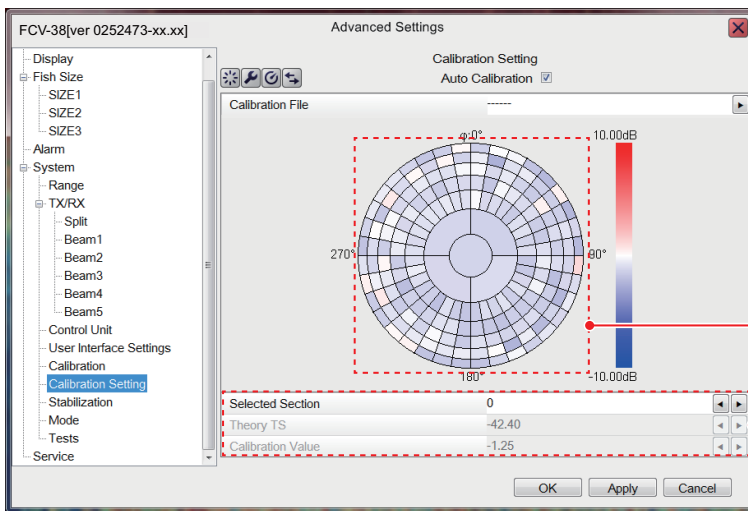 FCV-38[ver 0252473-xx.xx]
Advanced Settings
Display
Fish Size
SIZE1
SIZE2
SIZE3
Alarm
System
Range
TX/RX
Split
Beam1
Beam2
Beam3
Beam4
Beam5
Control Unit
User Interface Settings
Calibration
Calibration Setting
Stabilization
Mode
Tests
Service
Calibration Setting
Auto Calibration
Calibration File ------
φ:0°
10.00dB
270°
90°
180°
-10.00dB
Selected Section 0
Theory TS -42.40
Calibration Value -1.25
OK Apply Cancel